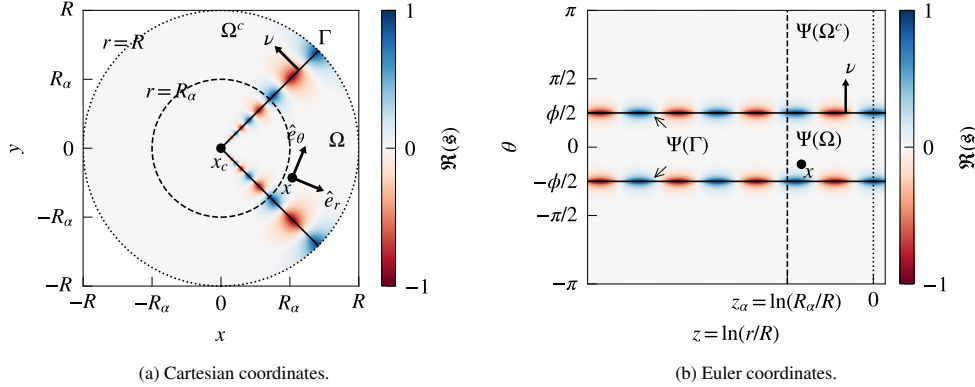 R
R_α
0
−R_α
−R
y
−R
−R_α
0
R_α
R
x
r = R
r = R_α
Ω^c
ν
Γ
Ω
ê_θ
x_c
x
ê_r
1
0
−1
ℜ(𝔰)
(a) Cartesian coordinates.
π
π/2
ϕ/2
0
−ϕ/2
−π/2
−π
θ
Ψ(Ω^c)
ν
Ψ(Γ)
Ψ(Ω)
x
z_α = ln(R_α/R)
0
z = ln(r/R)
1
0
−1
ℜ(𝔰)
(b) Euler coordinates.